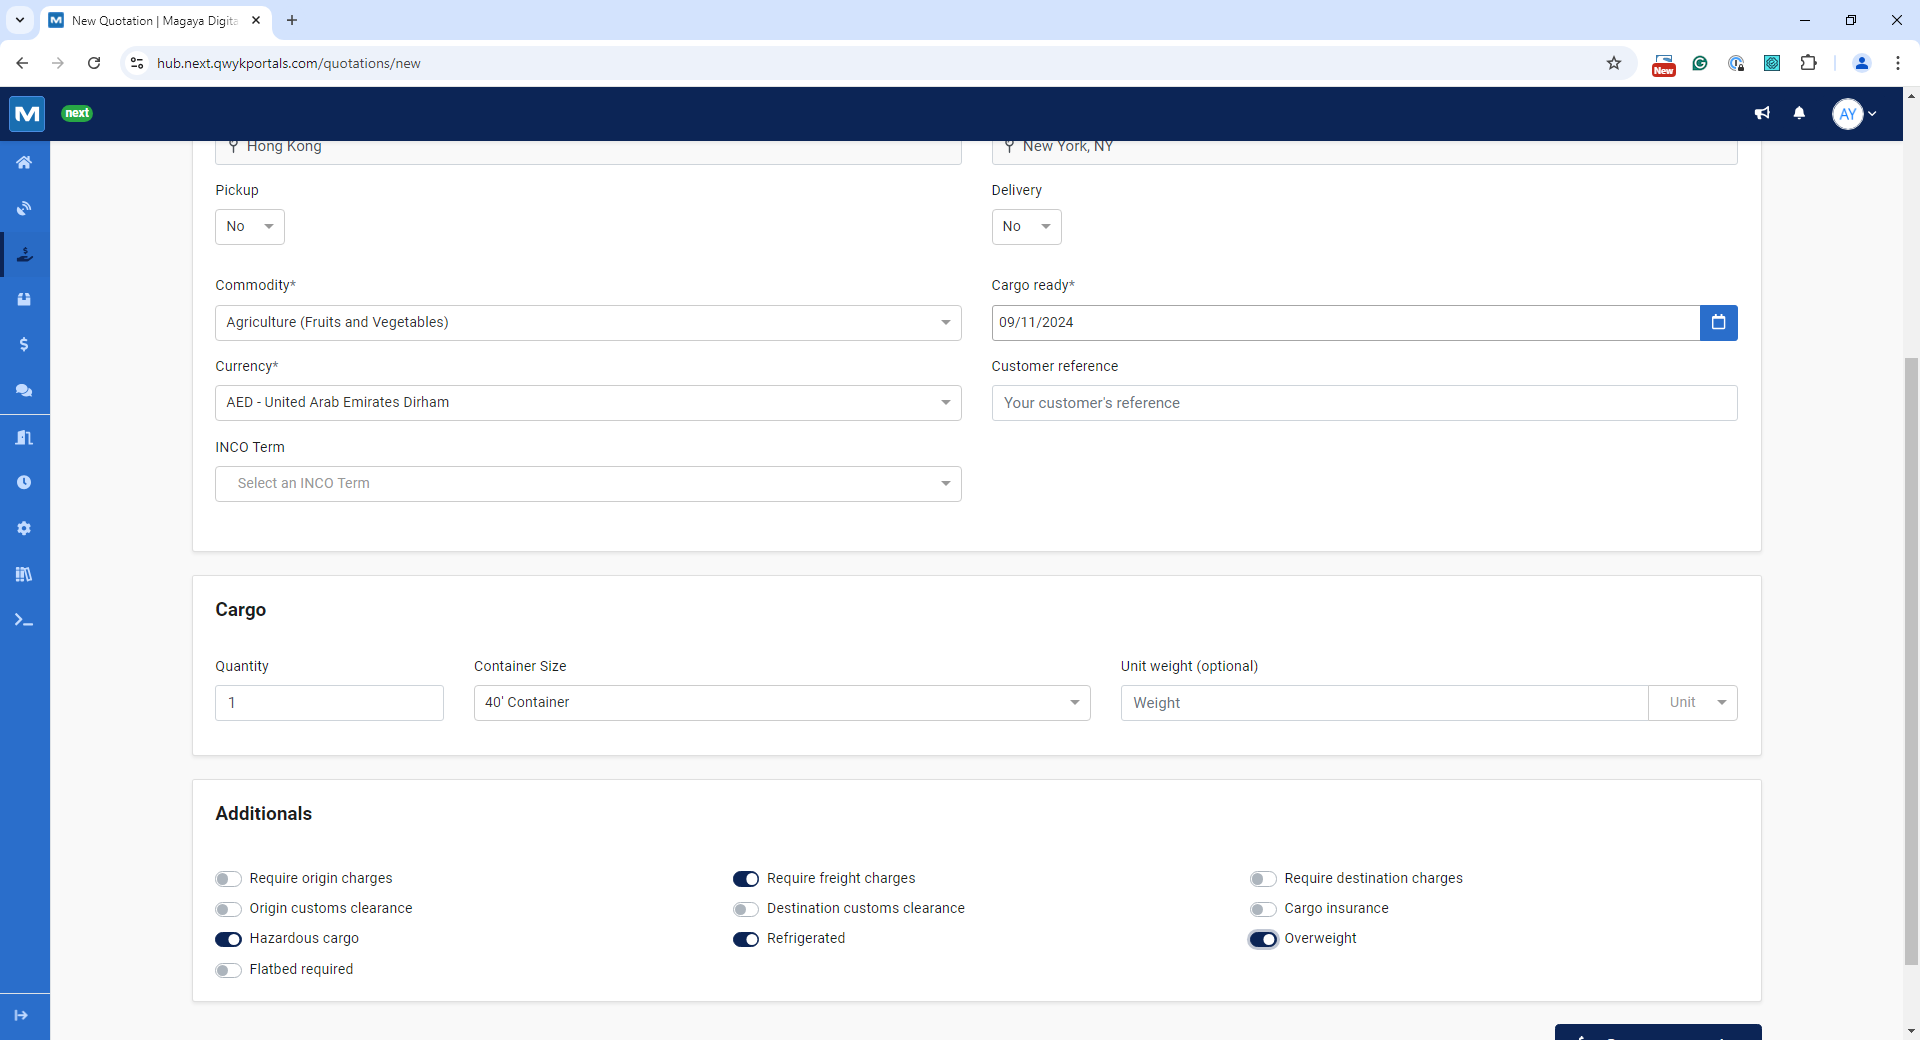 New Quotation | Magaya Digita
hub.next.qwykportals.com/quotations/new
New
next
AY
Hong Kong
New York, NY
Pickup
Delivery
No
No
Commodity*
Cargo ready*
Agriculture (Fruits and Vegetables)
09/11/2024
Currency*
Customer reference
AED - United Arab Emirates Dirham
Your customer's reference
INCO Term
Select an INCO Term
Cargo
Quantity
Container Size
Unit weight (optional)
1
40' Container
Weight
Unit
Additionals
Require origin charges
Require freight charges
Require destination charges
Origin customs clearance
Destination customs clearance
Cargo insurance
Hazardous cargo
Refrigerated
Overweight
Flatbed required